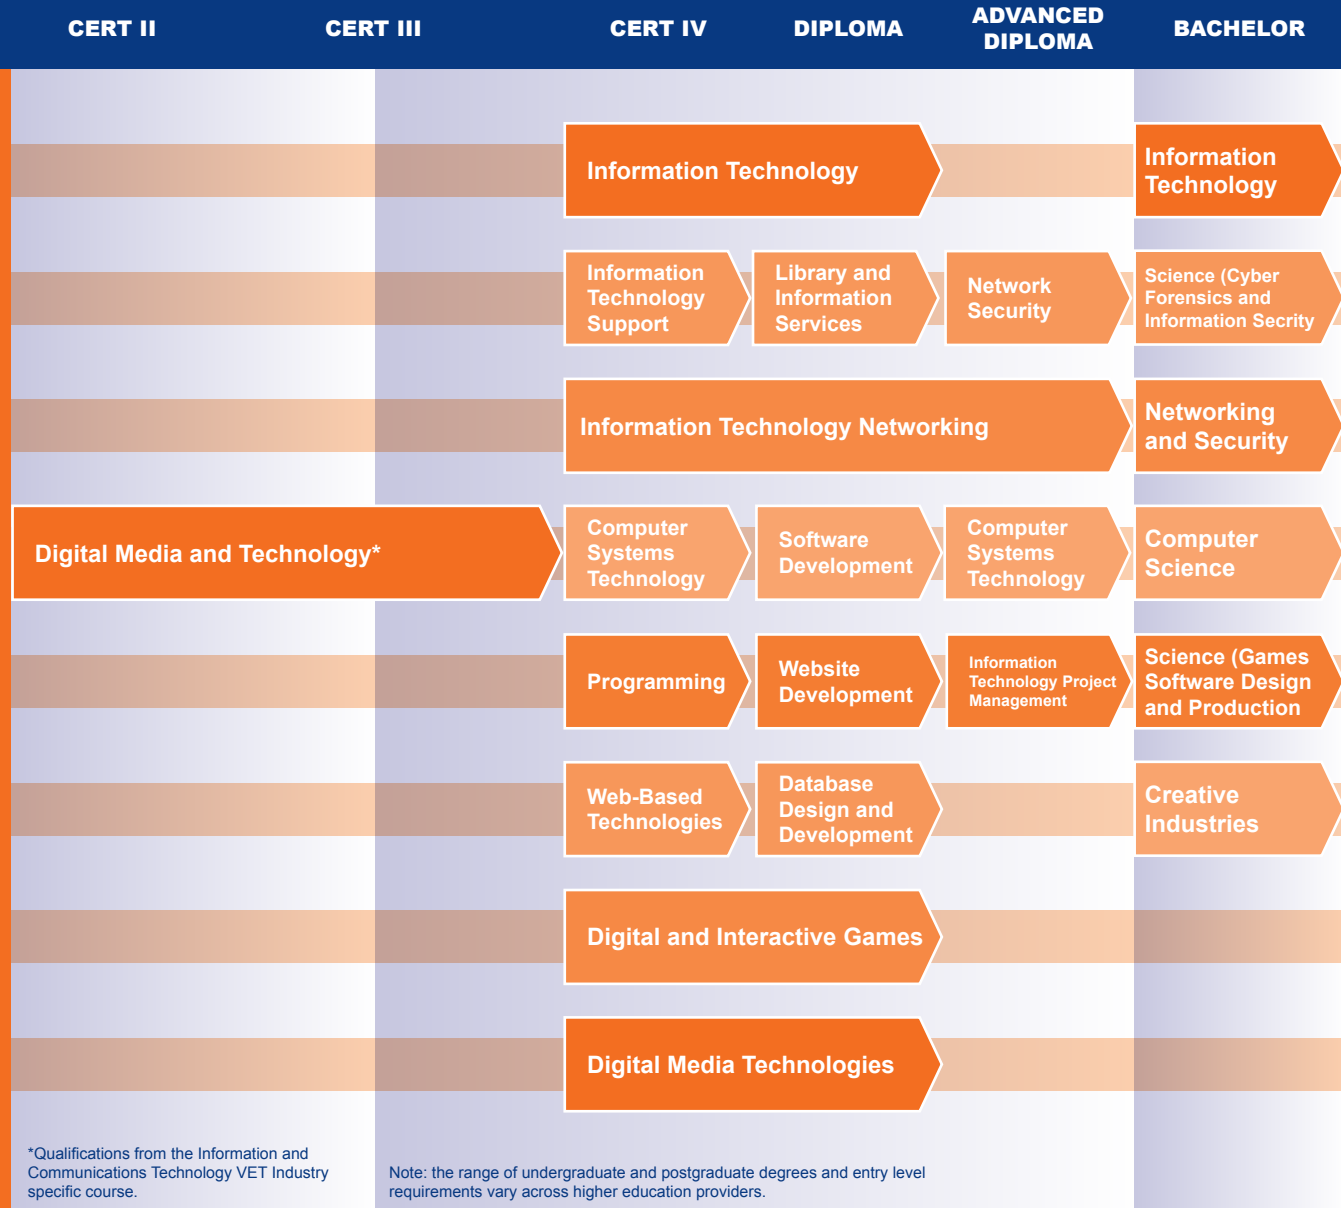 CERT II
CERT III
CERT IV
DIPLOMA
ADVANCED
DIPLOMA
BACHELOR
Information Technology
Information
Technology
Information
Technology
Support
Library and
Information
Services
Network
Security
Science (Cyber
Forensics and
Information Secrity
Information Technology Networking
Networking
and Security
Digital Media and Technology*
Computer
Systems
Technology
Software
Development
Computer
Systems
Technology
Computer
Science
Programming
Website
Development
Information
Technology Project
Management
Science (Games
Software Design
and Production
Web-Based
Technologies
Database
Design and
Development
Creative
Industries
Digital and Interactive Games
Digital Media Technologies
*Qualifications from the Information and
Communications Technology VET Industry
specific course.
Note: the range of undergraduate and postgraduate degrees and entry level
requirements vary across higher education providers.